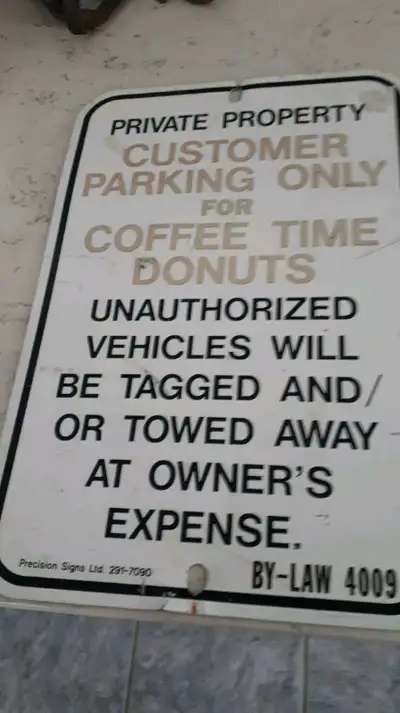 PRIVATE PROPERTY
CUSTOMER
PARKING ONLY
FOR
COFFEE TIME
DONUTS
UNAUTHORIZED
VEHICLES WILL
BE TAGGED AND/
OR TOWED AWAY
AT OWNER'S
EXPENSE.
Precision Signs Ltd. 291-7090
BY-LAW 4009